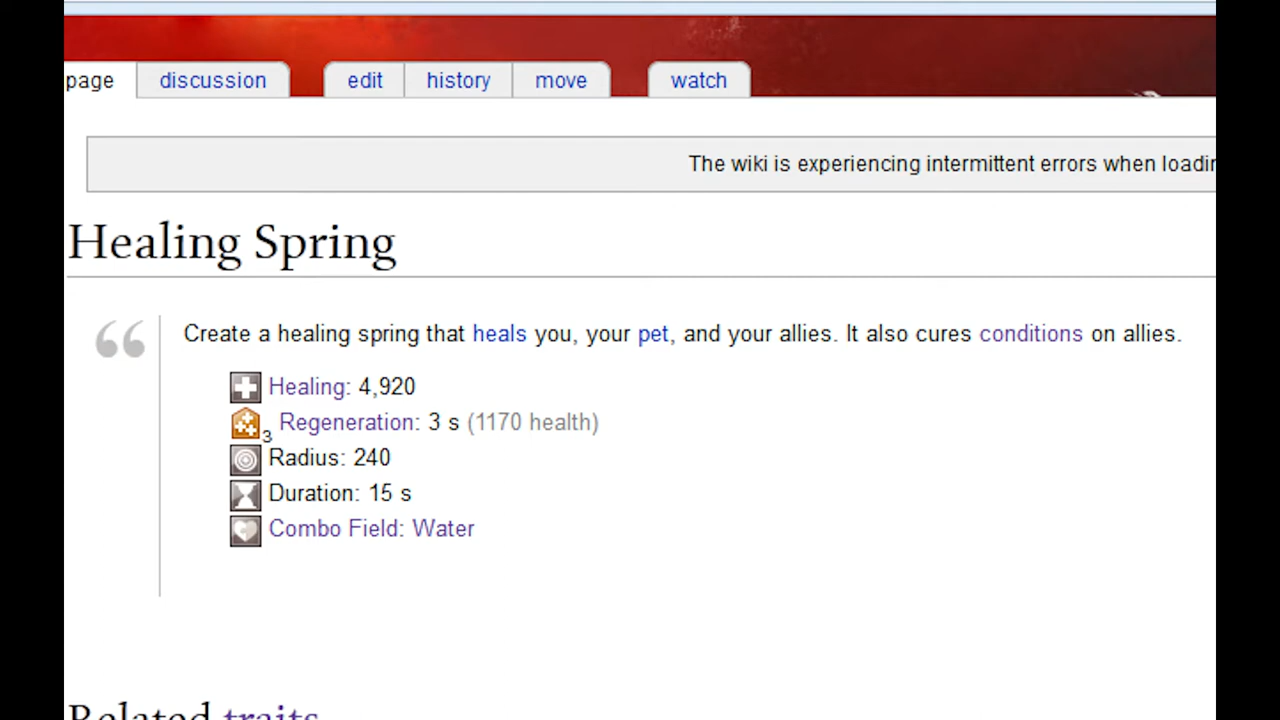 page discussion edit history move watch
The wiki is experiencing intermittent errors when
Healing Spring
Create a healing spring that heals you, your pet, and your allies. It also cures conditions on allies.
Healing: 4,920
3 Regeneration: 3 s (1170 health)
Radius: 240
Duration: 15 s
Combo Field: Water
Related traits